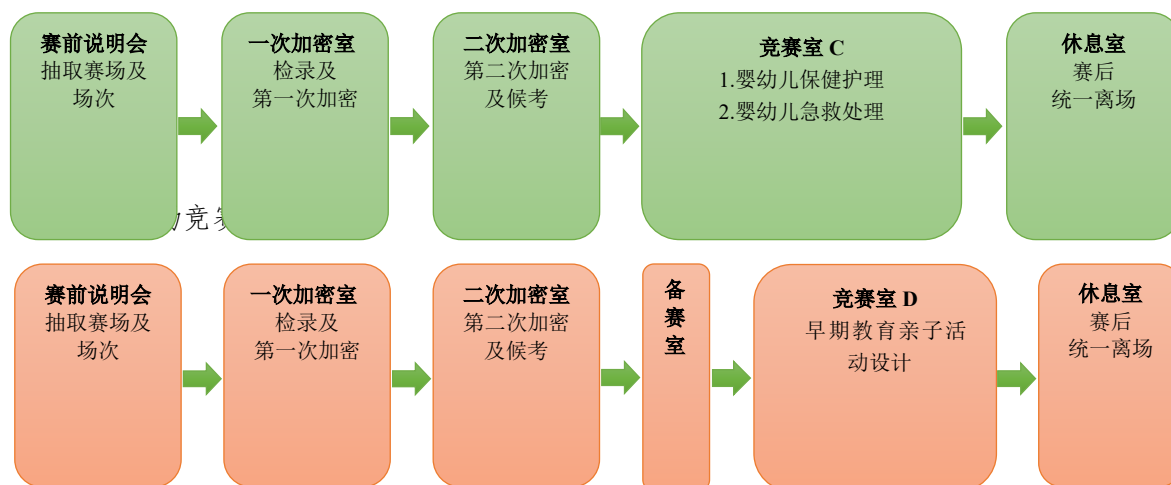 赛前说明会
抽取赛场及
场次
一次加密室
检录及
第一次加密
二次加密室
第二次加密
及候考
竞赛室 C
1.婴幼儿保健护理
2.婴幼儿急救处理
休息室
赛后
统一离场
竞赛
赛前说明会
抽取赛场及
场次
一次加密室
检录及
第一次加密
二次加密室
第二次加密
及候考
备
赛
室
竞赛室 D
早期教育亲子活
动设计
休息室
赛后
统一离场